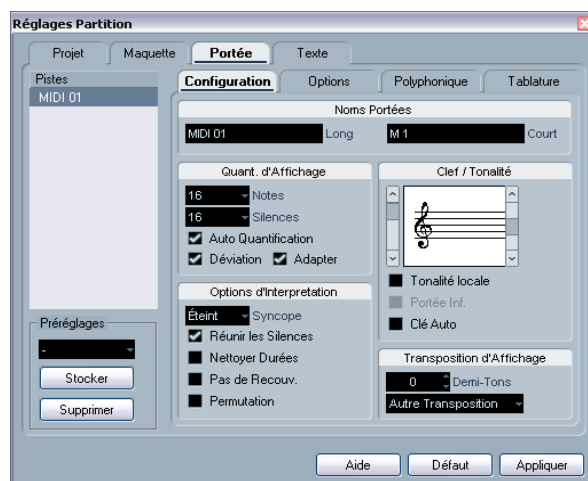 Réglages Partition
Projet Maquette Portée Texte
Pistes
MIDI 01
Configuration Options Polyphonique Tablature
Noms Portées
MIDI 01 Long M 1 Court
Quant. d'Affichage
16 Notes
16 Silences
Auto Quantification
Déviation Adapter
Clef / Tonalité
Tonalité locale
Portée Inf.
Clé Auto
Options d'Interpretation
Éteint Syncope
Réunir les Silences
Nettoyer Durées
Pas de Recouv.
Permutation
Transposition d'Affichage
0 Demi-Tons
Autre Transposition
Préréglages
-
Stocker
Supprimer
Aide Défaut Appliquer